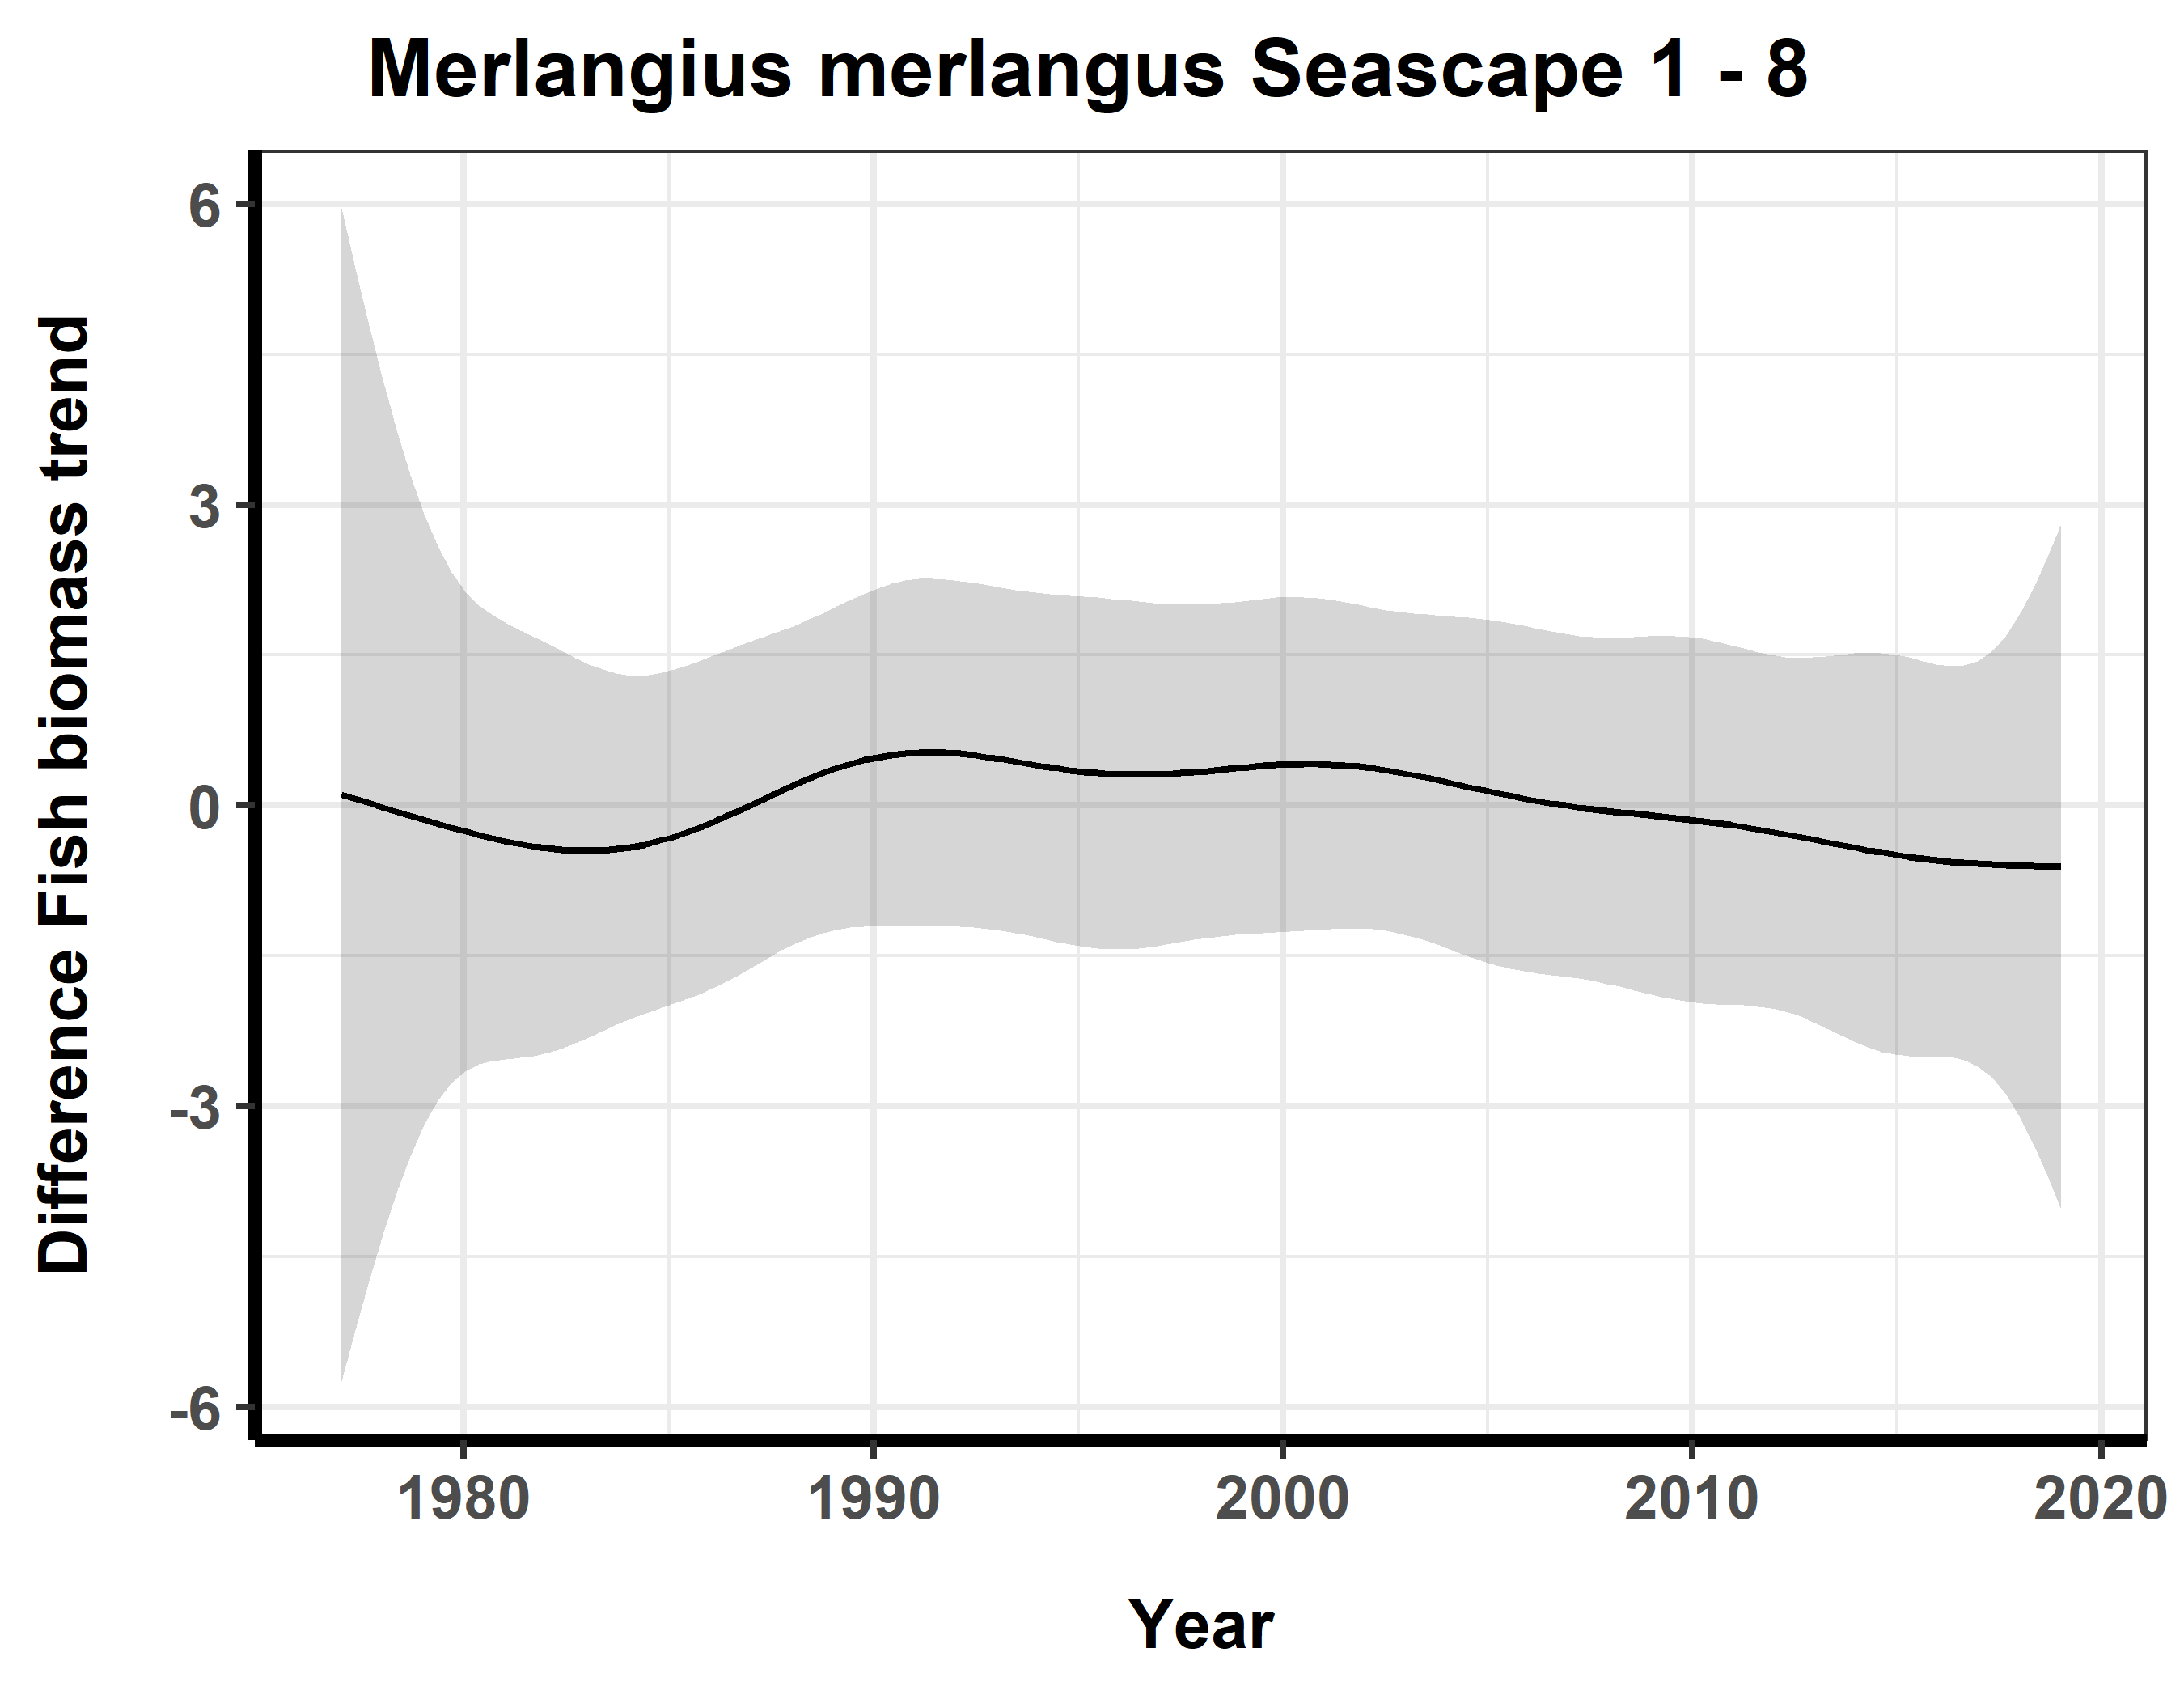 Merlangius merlangus Seascape 1 - 8
Difference Fish biomass trend
6
3
0
-3
-6
1980 1990 2000 2010 2020
Year